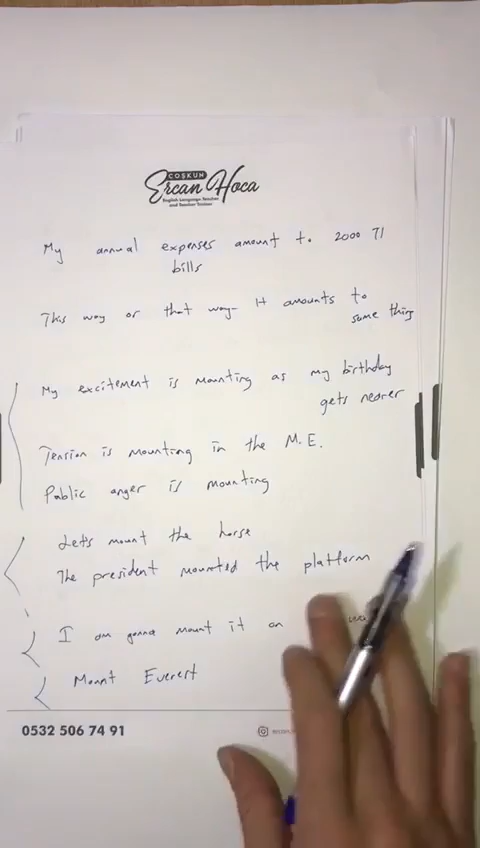 COŞKUN
Ercan Hoca
English Language Teacher
and Teacher Trainer
My annual expenses amount to 2000 Tl
bills
This way or that way- It amounts to
same thing
My excitement is mounting as my birthday
gets nearer
Tension is mounting in the M.E.
Public anger is mounting
Let's mount the horse
The president mounted the platform
I am gonna mount it on
Mount Everest
0532 506 74 91